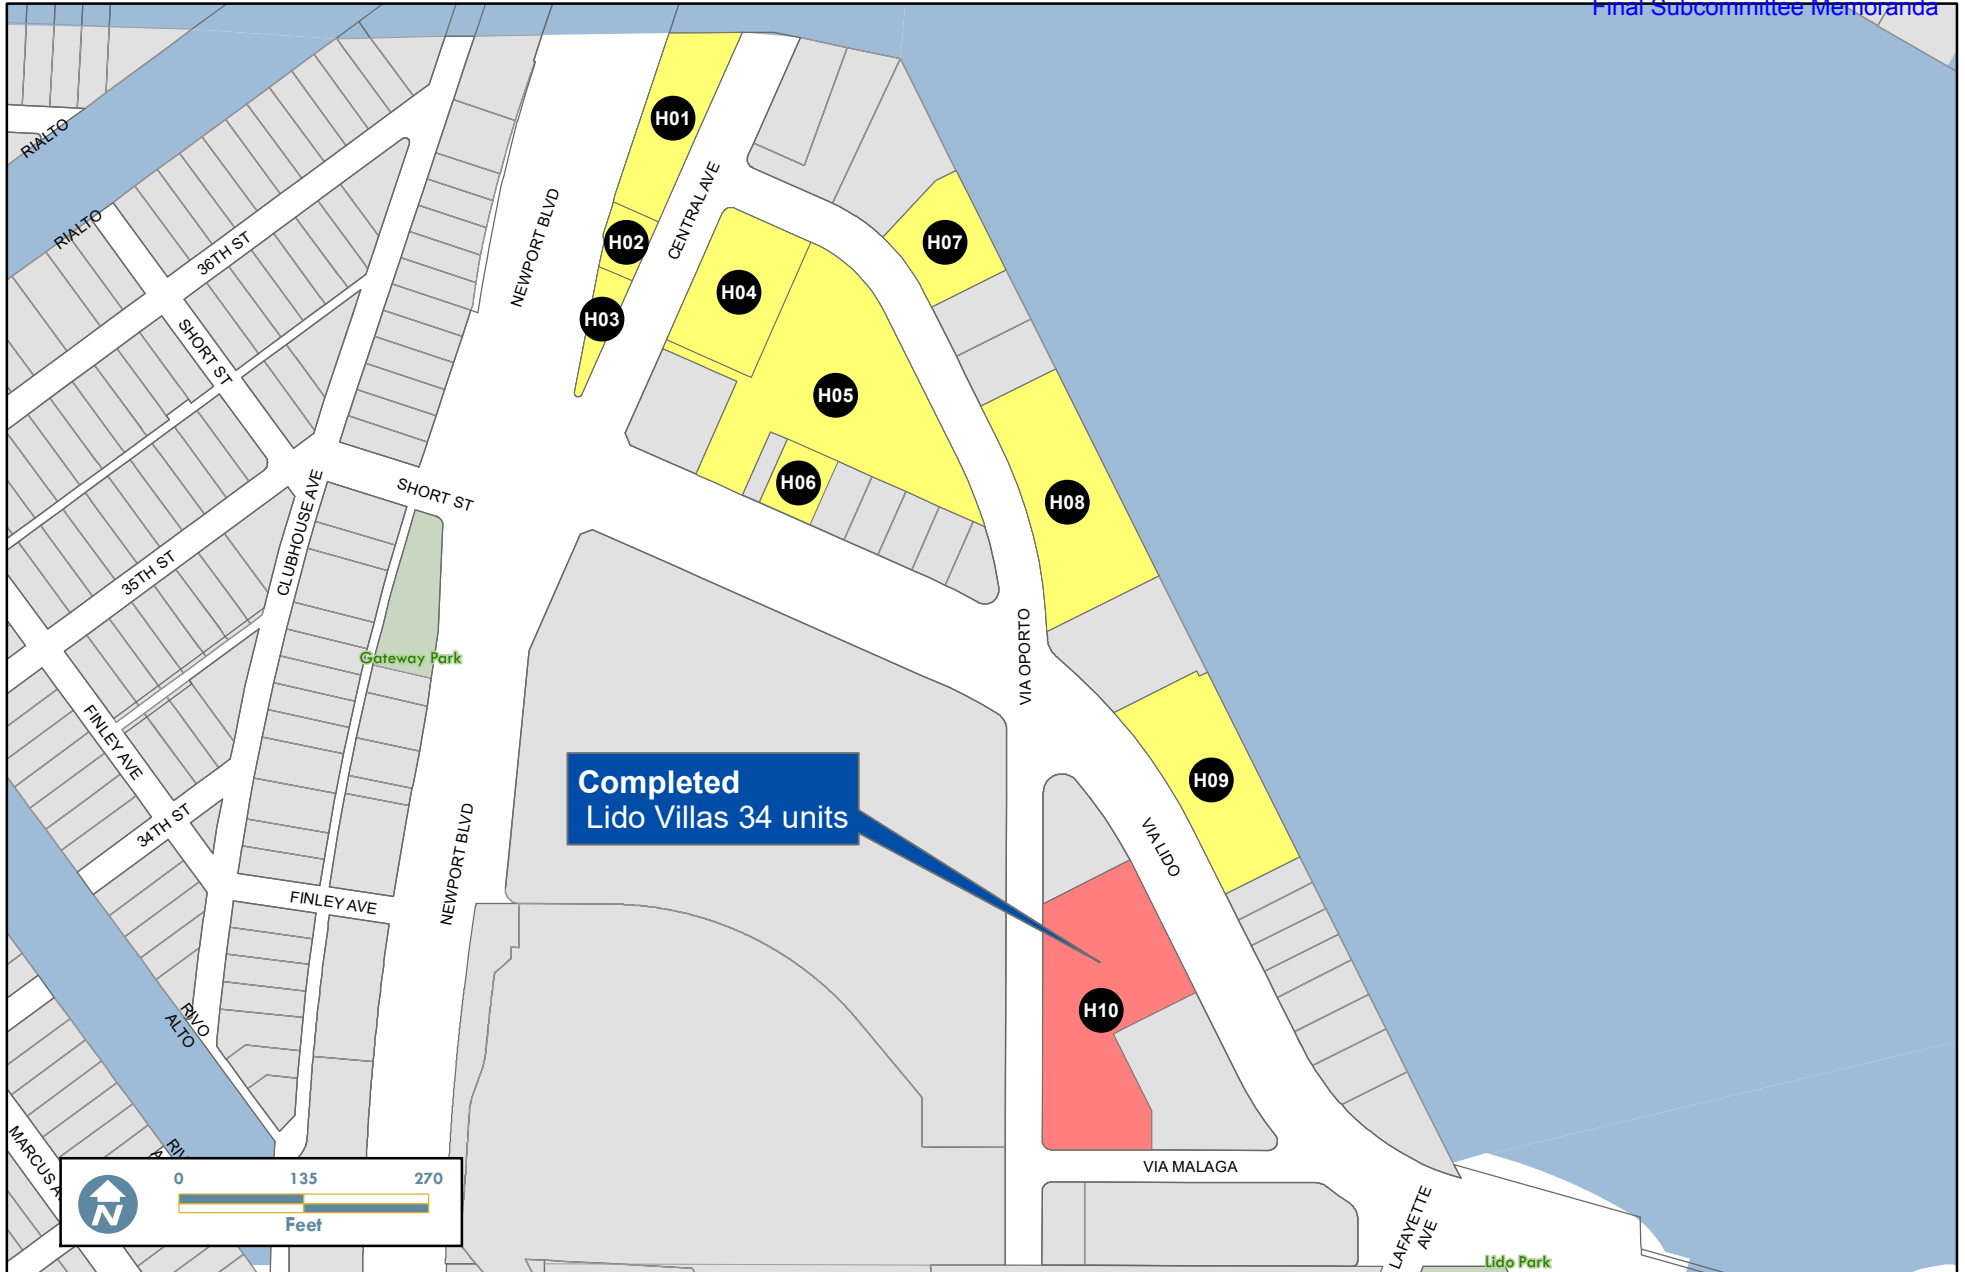 Final Subcommittee Memoranda
RIALTO
H01
RIALTO
36TH ST
NEWPORT BLVD
CENTRAL AVE
H02
H07
H04
H03
SHORT ST
H05
H06
SHORT ST
H08
CLUBHOUSE AVE
35TH ST
Gateway Park
VIA OPORTO
FINLEY AVE
Completed
Lido Villas 34 units
H09
34TH ST
NEWPORT BLVD
VIA LIDO
FINLEY AVE
RIVO
ALTO
H10
MARCUS A
RIV
A
VIA MALAGA
0 135 270
N
Feet
LAFAYETTE
AVE
Lido Park